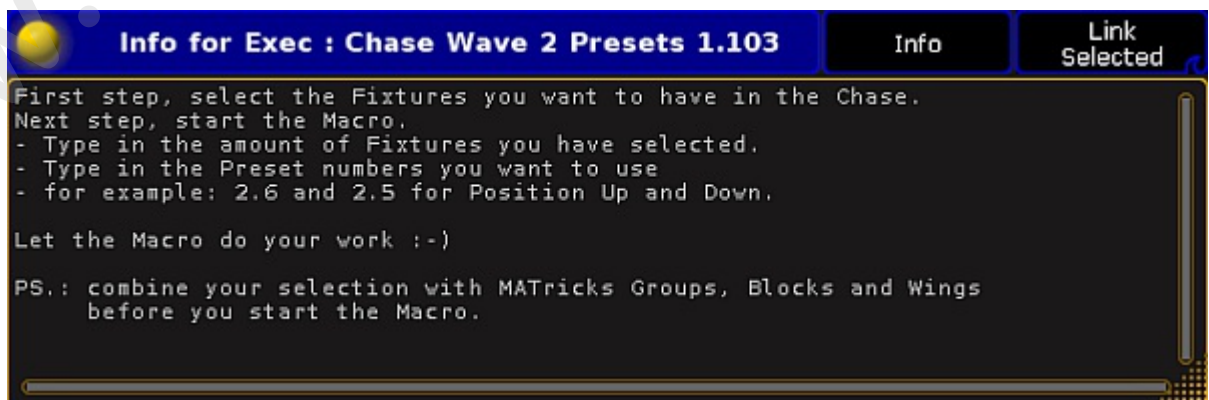 Info for Exec : Chase Wave 2 Presets 1.103
Info
Link
Selected
First step, select the Fixtures you want to have in the Chase.
Next step, start the Macro.
- Type in the amount of Fixtures you have selected.
- Type in the Preset numbers you want to use
- for example: 2.6 and 2.5 for Position Up and Down.
Let the Macro do your work :-)
PS.: combine your selection with MATricks Groups, Blocks and Wings
before you start the Macro.